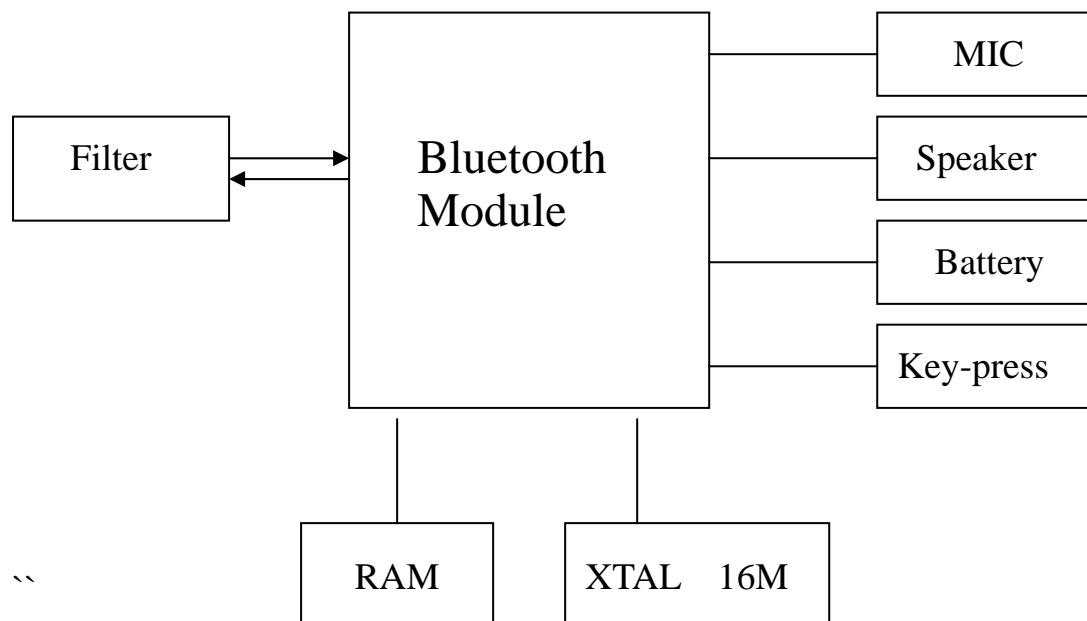 MIC
Filter
Bluetooth
Module
Speaker
Battery
Key-press
RAM
XTAL 16M
``